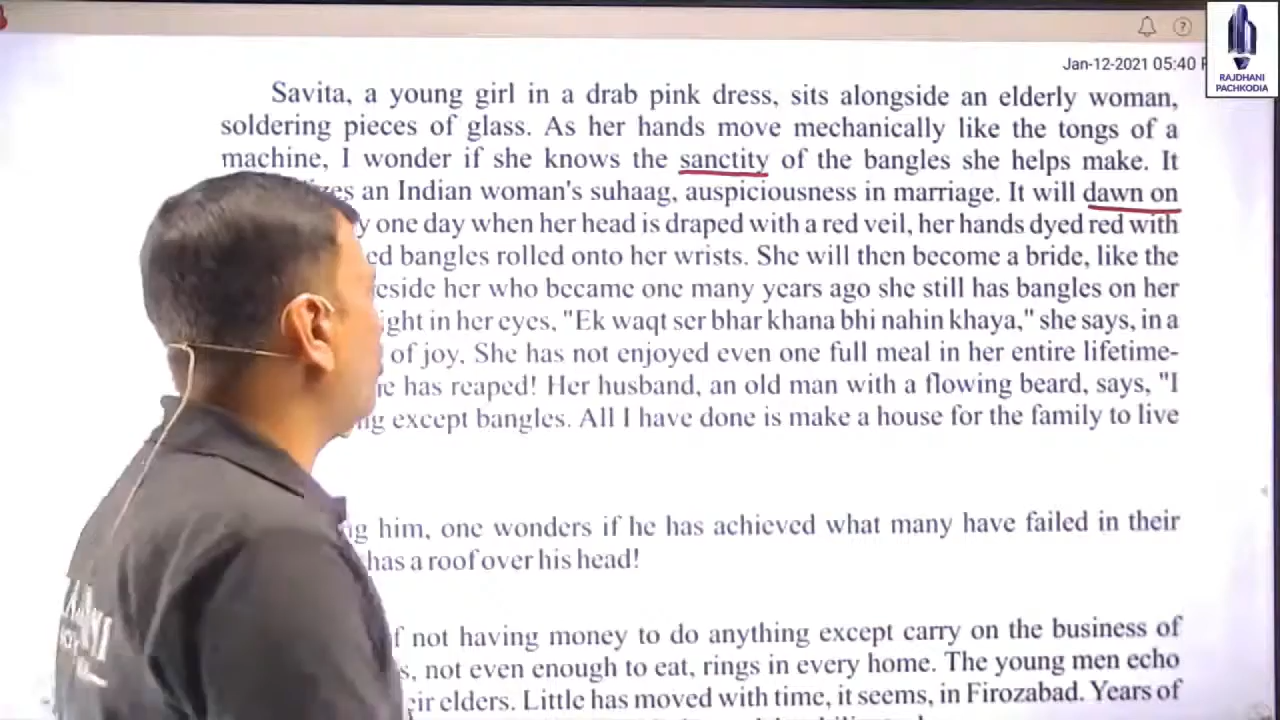 Jan-12-2021 05:40
RAJDHANI
PACHKODIA
Savita, a young girl in a drab pink dress, sits alongside an elderly woman,
soldering pieces of glass. As her hands move mechanically like the tongs of a
machine, I wonder if she knows the sanctity of the bangles she helps make. It
an Indian woman's suhaag, auspiciousness in marriage. It will dawn on
one day when her head is draped with a red veil, her hands dyed red with
bangles rolled onto her wrists. She will then become a bride, like the
her who became one many years ago she still has bangles on her
in her eyes, "Ek waqt ser bhar khana bhi nahin khaya," she says, in a
of joy. She has not enjoyed even one full meal in her entire lifetime-
has reaped! Her husband, an old man with a flowing beard, says, "I
except bangles. All I have done is make a house for the family to live
him, one wonders if he has achieved what many have failed in their
has a roof over his head!
not having money to do anything except carry on the business of
not even enough to eat, rings in every home. The young men echo
elders. Little has moved with time, it seems, in Firozabad. Years of